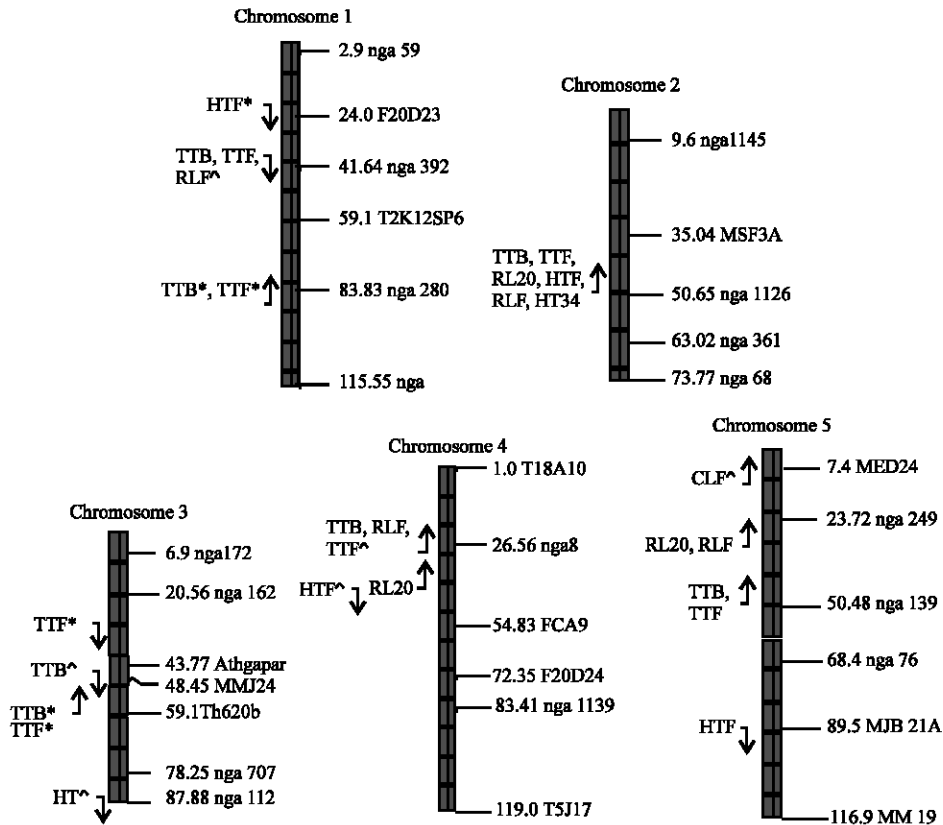 Chromosome 1
2.9 nga 59
HTF*
24.0 F20D23
TTB, TTF,
RLF^
41.64 nga 392
59.1 T2K12SP6
TTB*, TTF*
83.83 nga 280
115.55 nga
Chromosome 2
9.6 nga1145
35.04 MSF3A
TTB, TTF,
RL20, HTF,
RLF, HT34
50.65 nga 1126
63.02 nga 361
73.77 nga 68
Chromosome 3
6.9 nga172
20.56 nga 162
TTF*
43.77 Athgapar
TTB^
48.45 MMJ24
TTB*
TTF*
59.1Th620b
78.25 nga 707
HT^
87.88 nga 112
Chromosome 4
1.0 T18A10
TTB, RLF,
TTF^
26.56 nga8
HTF^
RL20
54.83 FCA9
72.35 F20D24
83.41 nga 1139
119.0 T5J17
Chromosome 5
CLF^
7.4 MED24
23.72 nga 249
RL20, RLF
TTB,
TTF
50.48 nga 139
68.4 nga 76
HTF
89.5 MJB 21A
116.9 MM 19